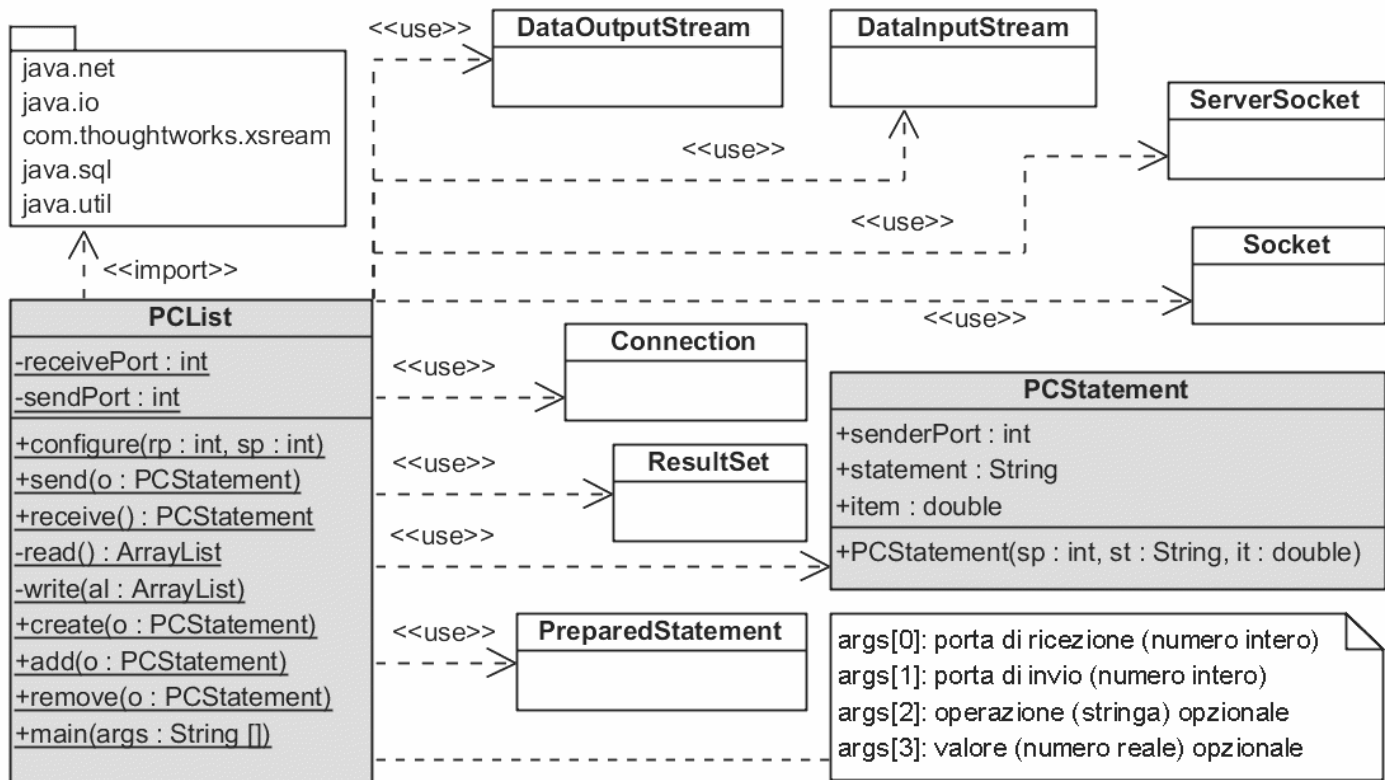 java.net
java.io
com.thoughtworks.xsream
java.sql
java.util
<<import>>
<<use>>
DataOutputStream
DataInputStream
<<use>>
ServerSocket
<<use>>
Socket
<<use>>
PCList
-receivePort : int
-sendPort : int
+configure(rp : int, sp : int)
+send(o : PCStatement)
+receive() : PCStatement
-read() : ArrayList
-write(al : ArrayList)
+create(o : PCStatement)
+add(o : PCStatement)
+remove(o : PCStatement)
+main(args : String [])
<<use>>
Connection
<<use>>
ResultSet
<<use>>
PCStatement
+senderPort : int
+statement : String
+item : double
+PCStatement(sp : int, st : String, it : double)
<<use>>
PreparedStatement
args[0]: porta di ricezione (numero intero)
args[1]: porta di invio (numero intero)
args[2]: operazione (stringa) opzionale
args[3]: valore (numero reale) opzionale